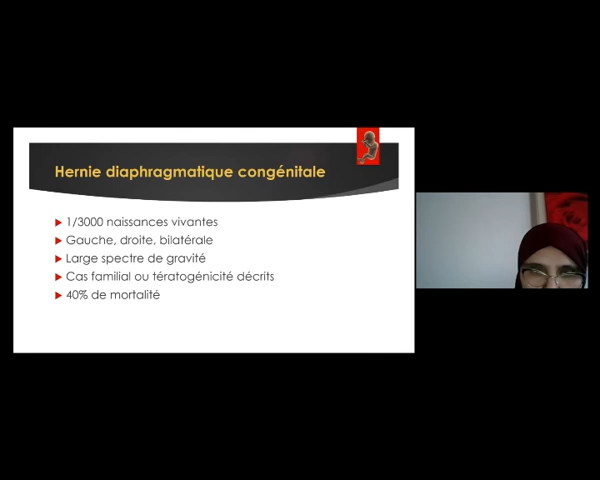 Hernie diaphragmatique congénitale
1/3000 naissances vivantes
Gauche, droite, bilatérale
Large spectre de gravité
Cas familial ou tératogénicité décrits
40% de mortalité